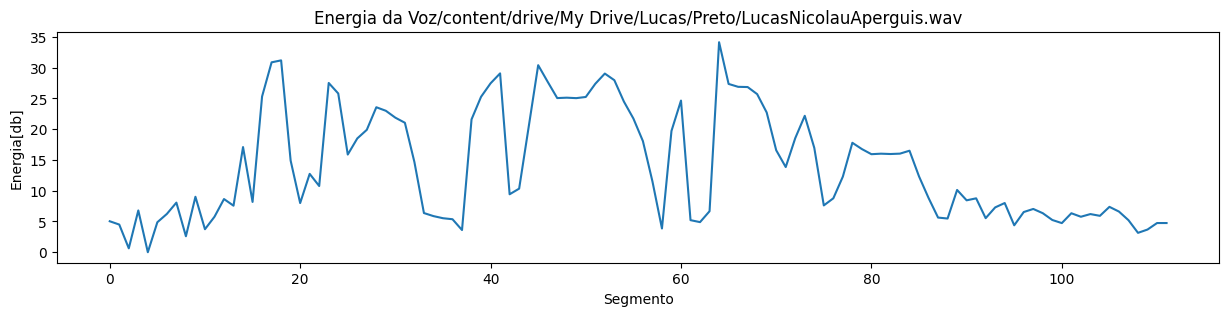 Energia da Voz/content/drive/My Drive/Lucas/Preto/LucasNicolauAperguis.wav
35
30
25
20
15
10
5
0
Energia[db]
0 20 40 60 80 100
Segmento